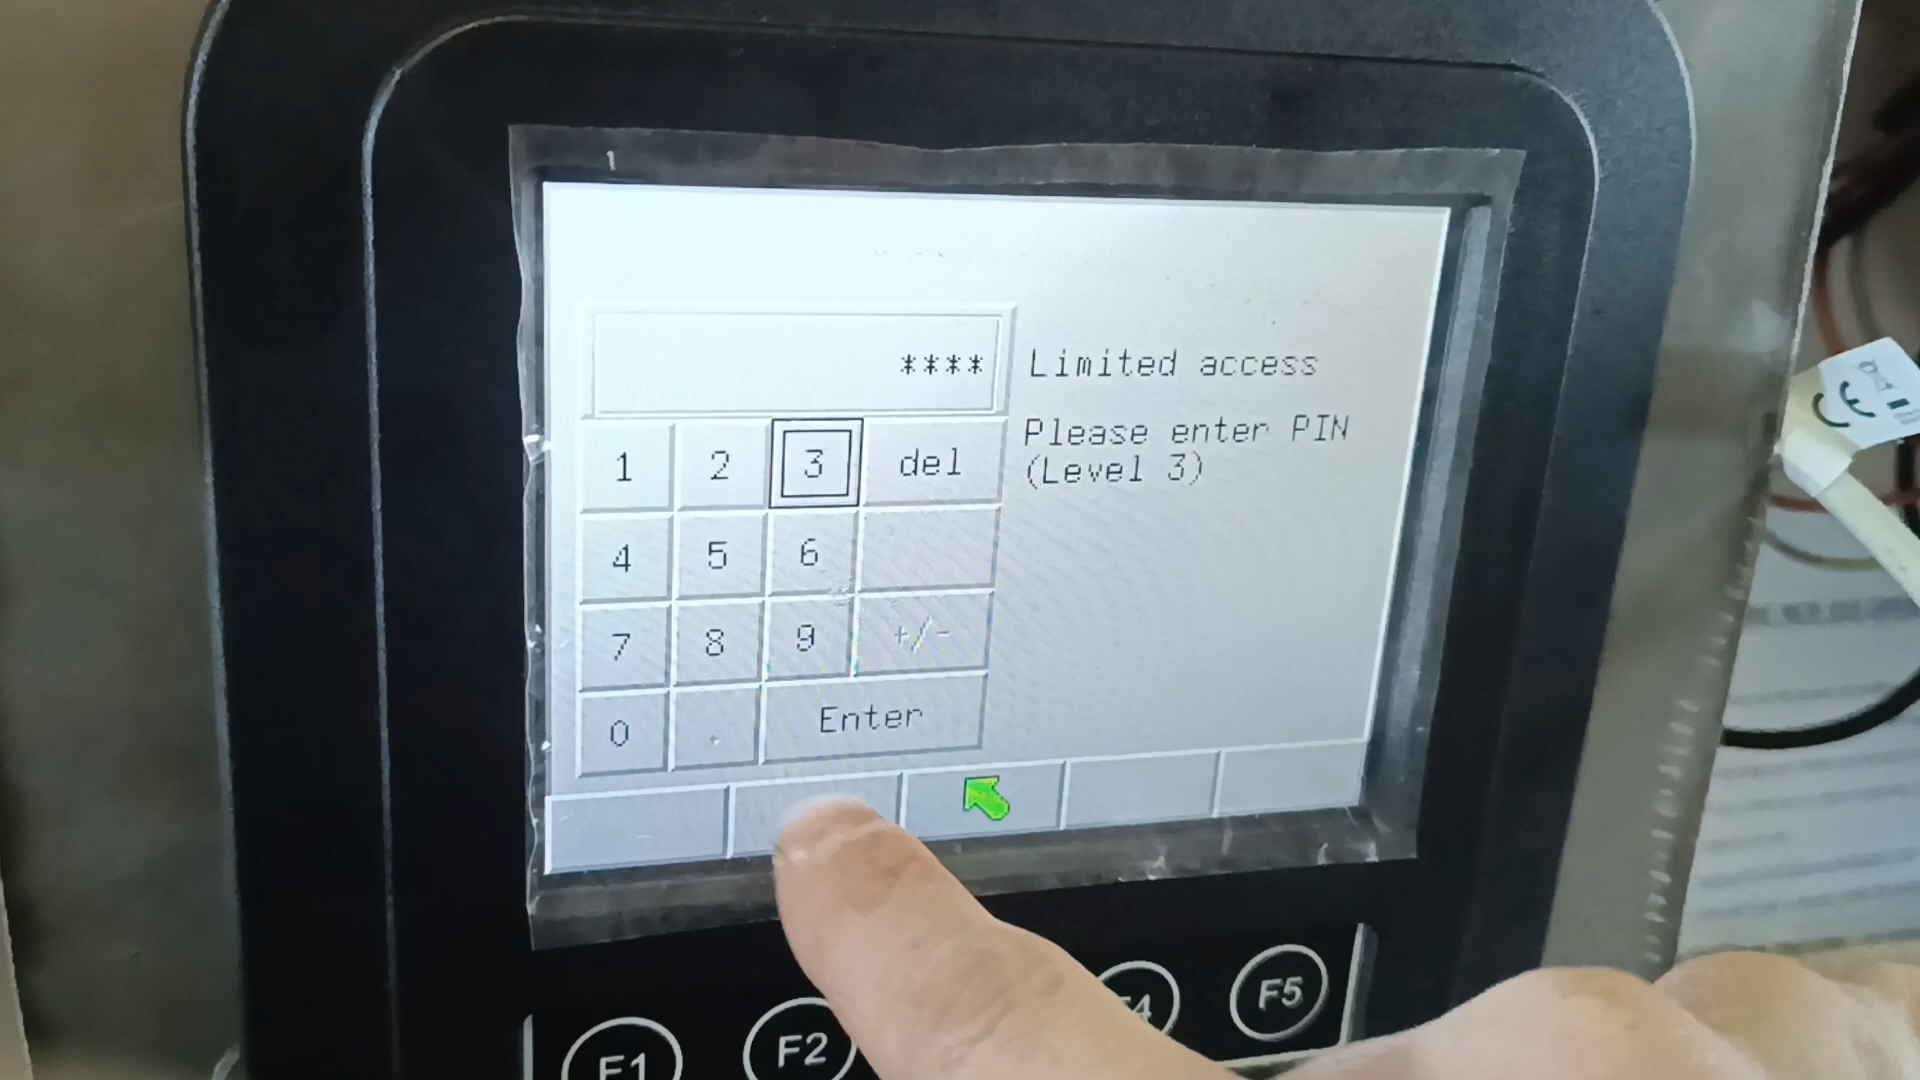 ****
Limited access
Please enter PIN
(Level 3)
1 2 3 del
4 5 6
7 8 9 +/-
0 . Enter
F1 F2 F4 F5
CE